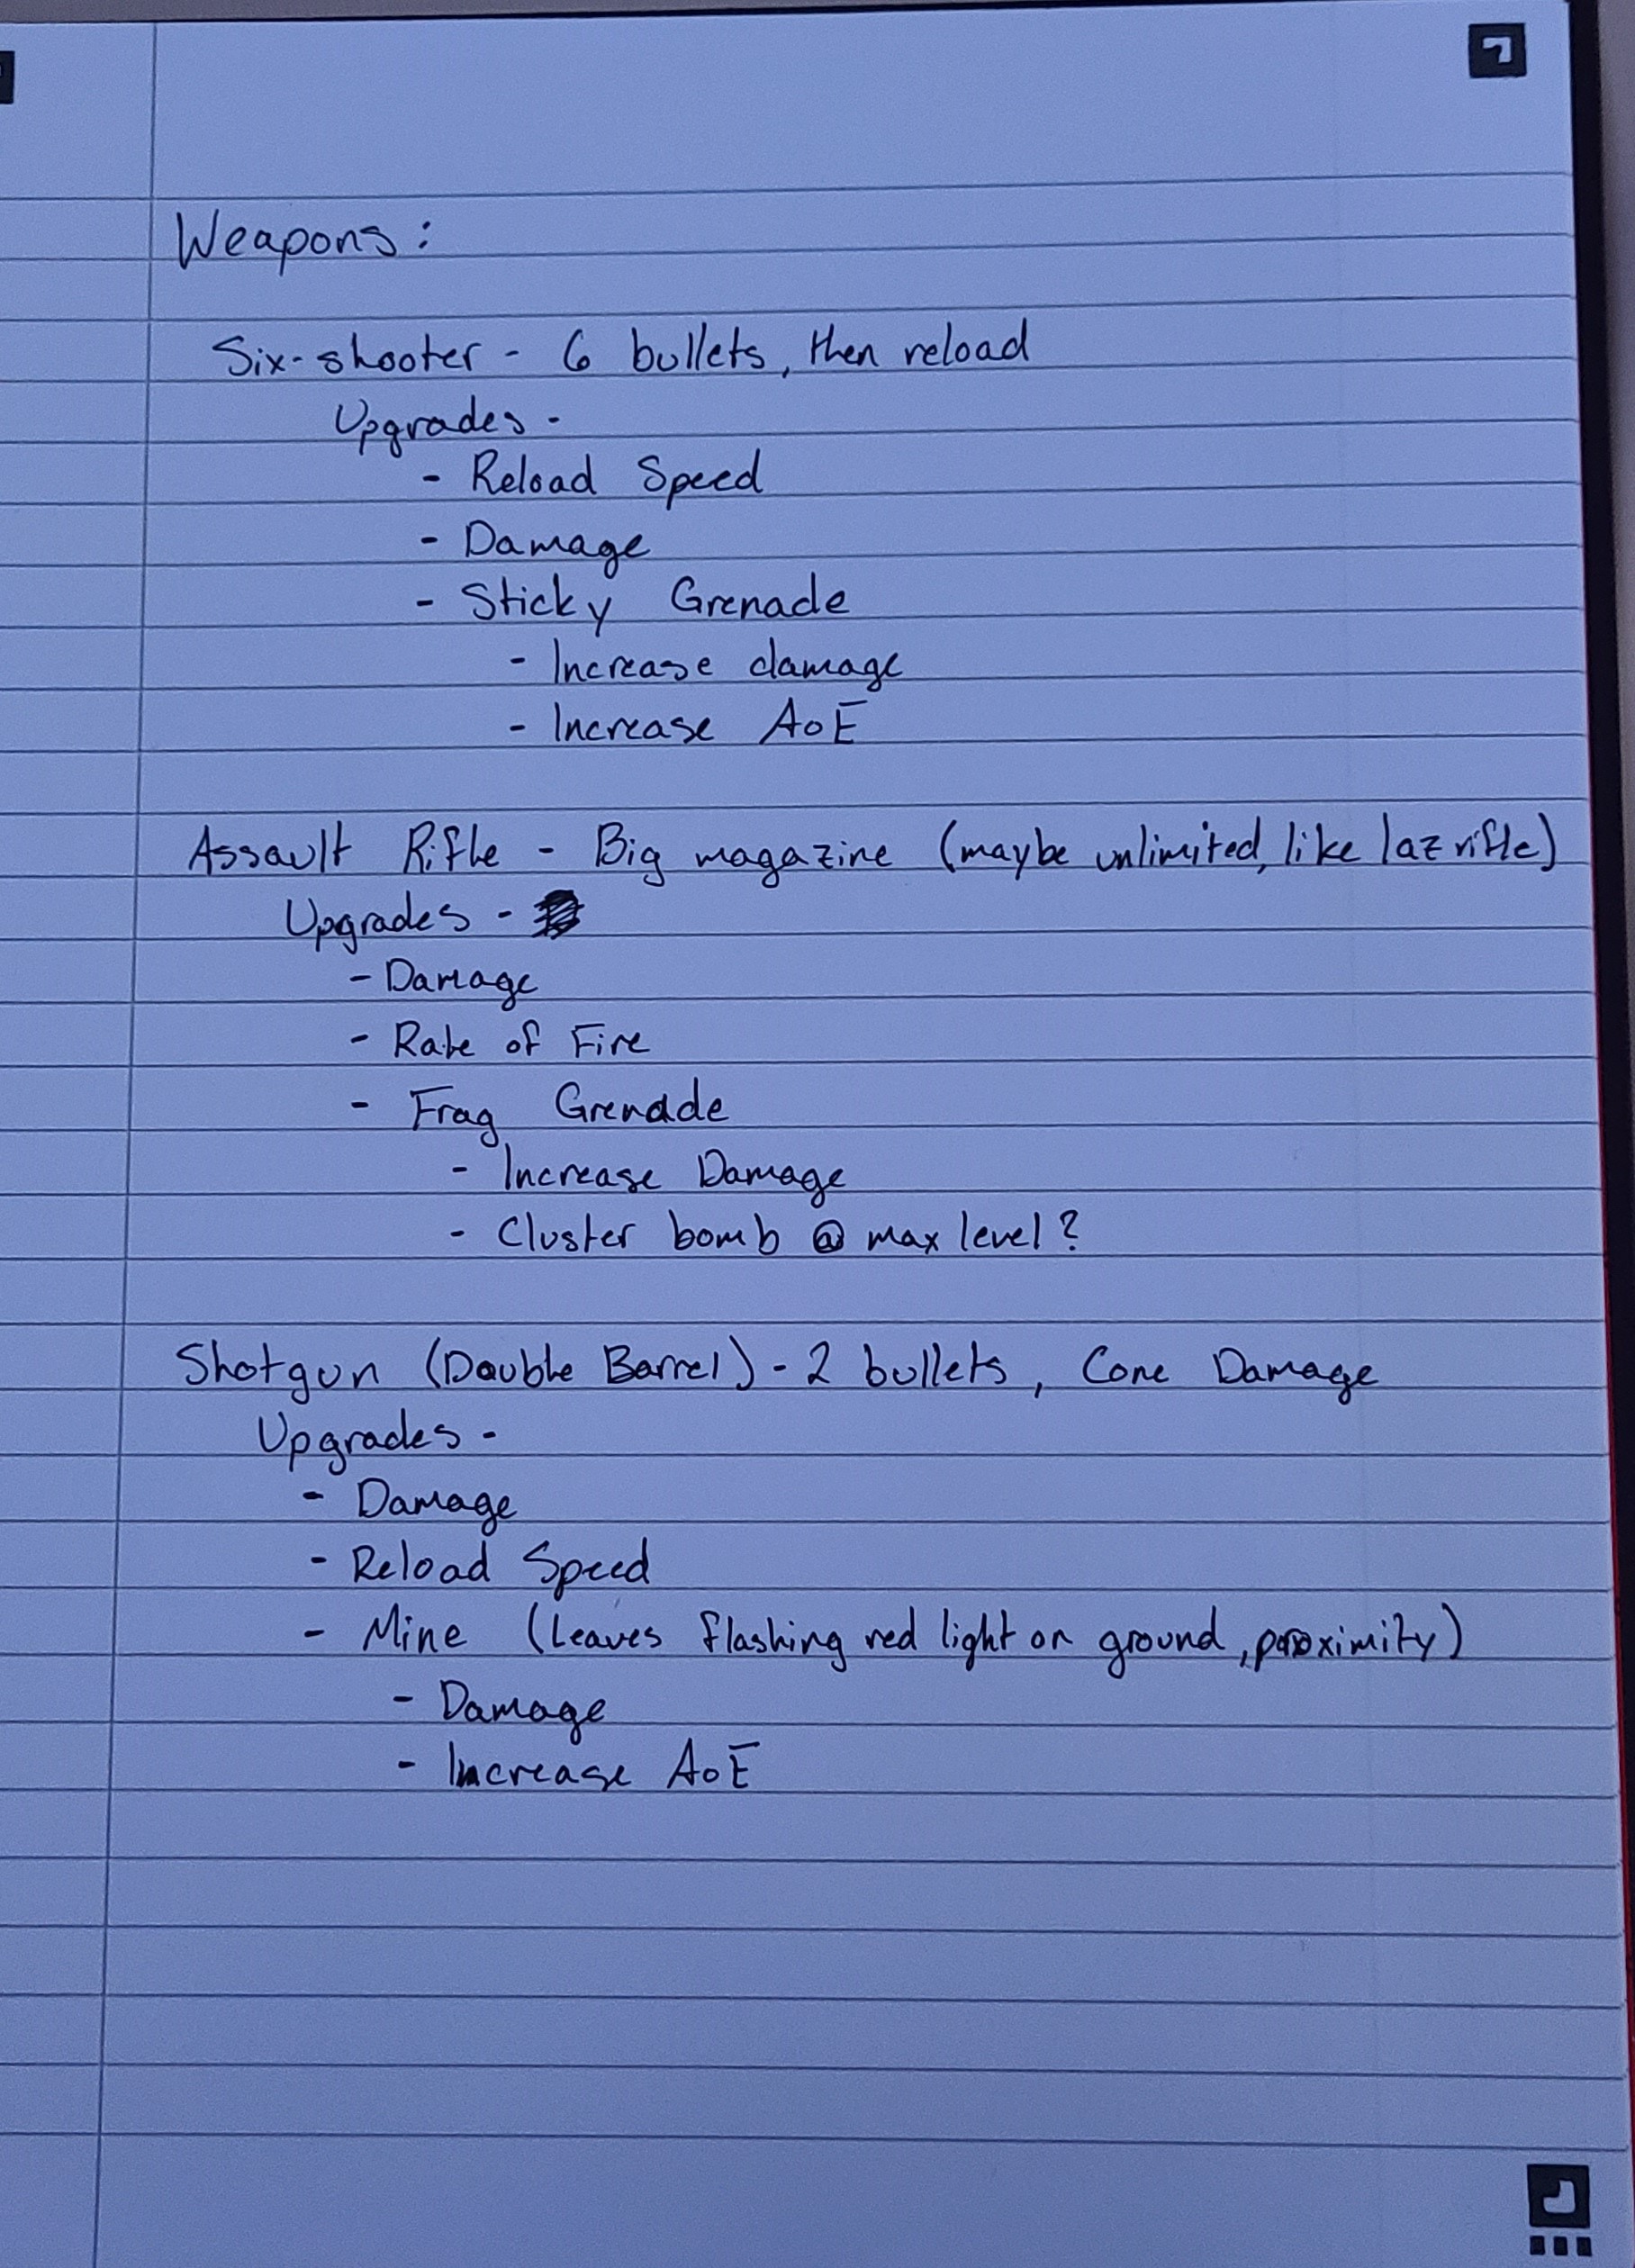 Weapons:
Six-shooter - 6 bullets, then reload
Upgrades -
- Reload Speed
- Damage
- Sticky Grenade
- Increase damage
- Increase AoE
Assault Rifle - Big magazine (maybe unlimited, like laz rifle)
Upgrades -
- Damage
- Rate of Fire
- Frag Grenade
- Increase Damage
- Cluster bomb @ max level?
Shotgun (Double Barrel) - 2 bullets, Cone Damage
Upgrades -
- Damage
- Reload Speed
- Mine (Leaves flashing red light on ground, proximity)
- Damage
- Increase AoE